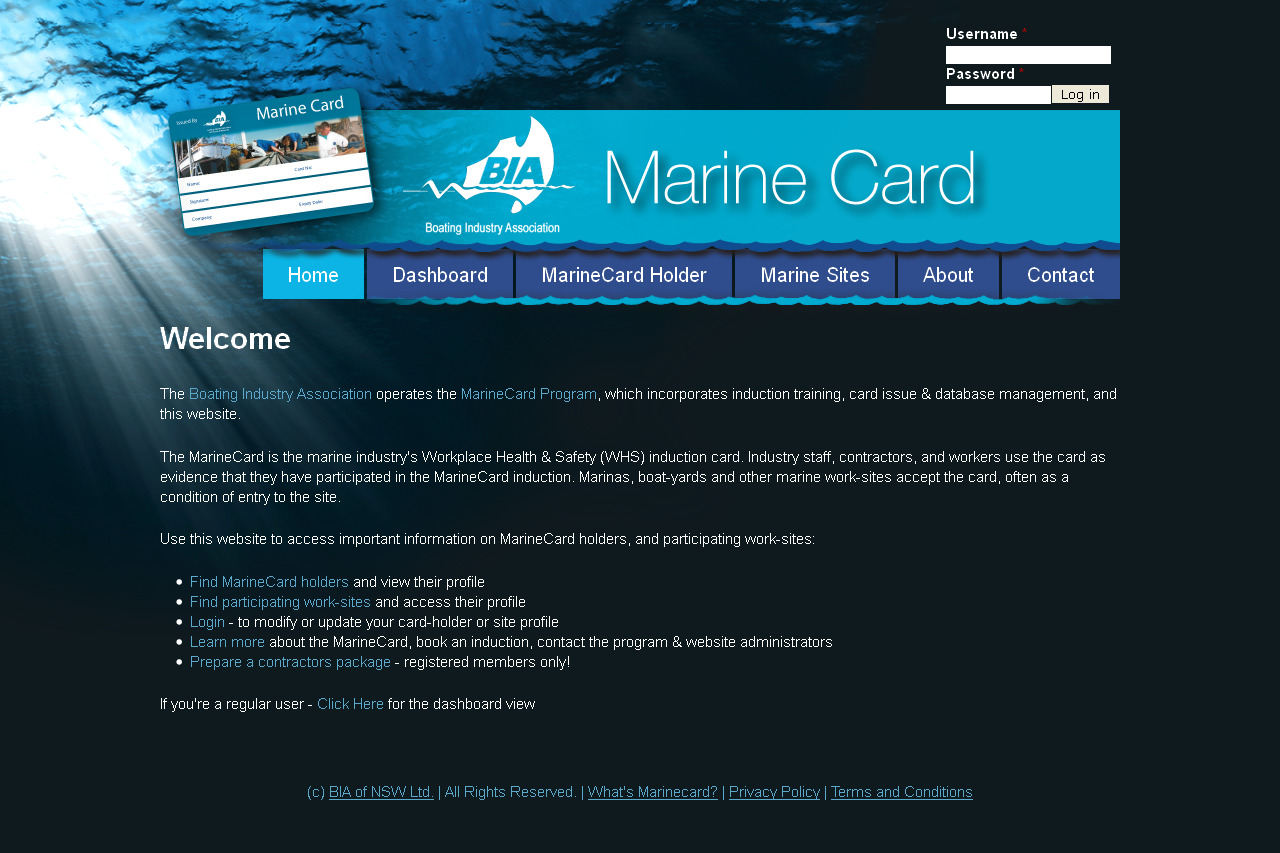 Username *
Password *
Log in
Issued By
Marine Card
Name:
Card No:
Signature:
Company:
Expiry Date:
BIA
Boating Industry Association
Marine Card
Home
Dashboard
MarineCard Holder
Marine Sites
About
Contact
Welcome
The Boating Industry Association operates the MarineCard Program, which incorporates induction training, card issue & database management, and
this website.
The MarineCard is the marine industry's Workplace Health & Safety (WHS) induction card. Industry staff, contractors, and workers use the card as
evidence that they have participated in the MarineCard induction. Marinas, boat-yards and other marine work-sites accept the card, often as a
condition of entry to the site.
Use this website to access important information on MarineCard holders, and participating work-sites:
• Find MarineCard holders and view their profile
• Find participating work-sites and access their profile
• Login - to modify or update your card-holder or site profile
• Learn more about the MarineCard, book an induction, contact the program & website administrators
• Prepare a contractors package - registered members only!
If you're a regular user - Click Here for the dashboard view
(c) BIA of NSW Ltd. | All Rights Reserved. | What's Marinecard? | Privacy Policy | Terms and Conditions